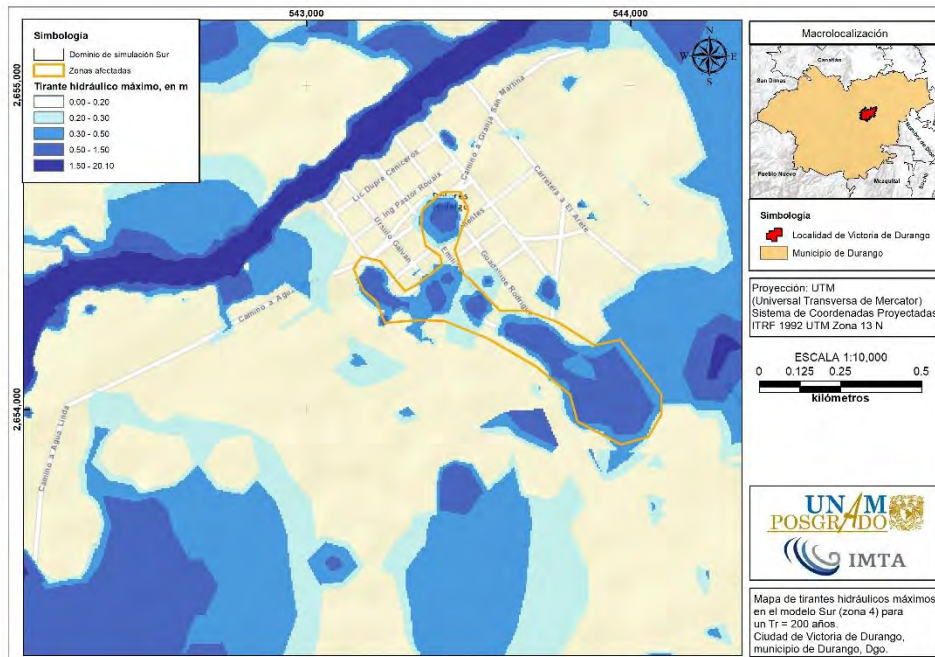 543,000
544,000
2,655,000
2,654,000
Simbología
Dominio de simulación Sur
Zonas afectadas
Tirante hidráulico máximo, en m
0.00 - 0.20
0.20 - 0.30
0.30 - 0.50
0.50 - 1.50
1.50 - 20.10
N
W E
S
Camino a Granja San Martina
Lic Dupre Caniceros
Ing Pastor Rouaix
Ursulo Galván
Carretera a El Arete
Guadalupe Rodrigue
Camino a Agua
Camino a Agua Linda
Macrolocalización
Canatlán
San Dimas
Pueblo Nuevo
Mezquital
Simbología
Localidad de Victoria de Durango
Municipio de Durango
Proyección: UTM
(Universal Transversa de Mercator)
Sistema de Coordenadas Proyectadas
ITRF 1992 UTM Zona 13 N
ESCALA 1:10,000
0 0.125 0.25 0.5
kilómetros
UNAM
POSGRADO
IMTA
Mapa de tirantes hidráulicos máximos
en el modelo Sur (zona 4) para
un Tr = 200 años.
Ciudad de Victoria de Durango,
municipio de Durango, Dgo.